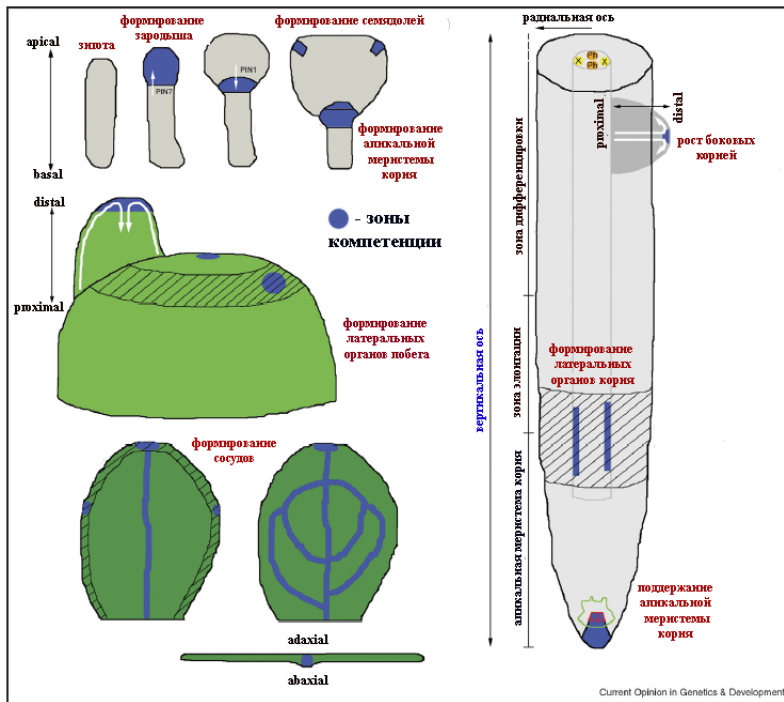 apical
basal
зигота
формирование
зародыша
PIN7
PIN1
формирование семядолей
формирование
апикальной
меристемы
корня
distal
proximal
- зоны
компетенции
формирование
латеральных
органов побега
формирование
сосудов
adaxial
abaxial
радиальная ось
X
Ph
Ph
X
proximal
distal
рост боковых
корней
вертикальная ось
зона дифференцировки
зона элонгации
апикальная меристема корня
формирование
латеральных
органов корня
поддержание
апикальной
меристемы
корня
Current Opinion in Genetics & Development